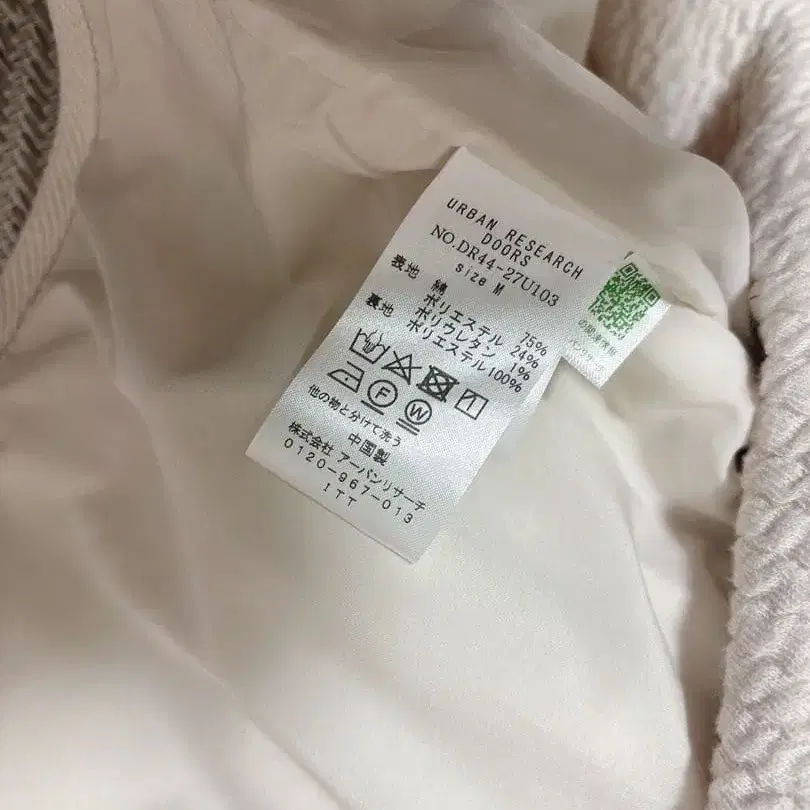 URBAN RESEARCH
DOORS
NO.DR44-27U103
size M
表地 綿 75%
ポリエステル 24%
ポリウレタン 1%
裏地 ポリエステル100%
F W
他の物と分けて洗う
中国製
株式会社 アーバンリサーチ
0120-967-013
ITT